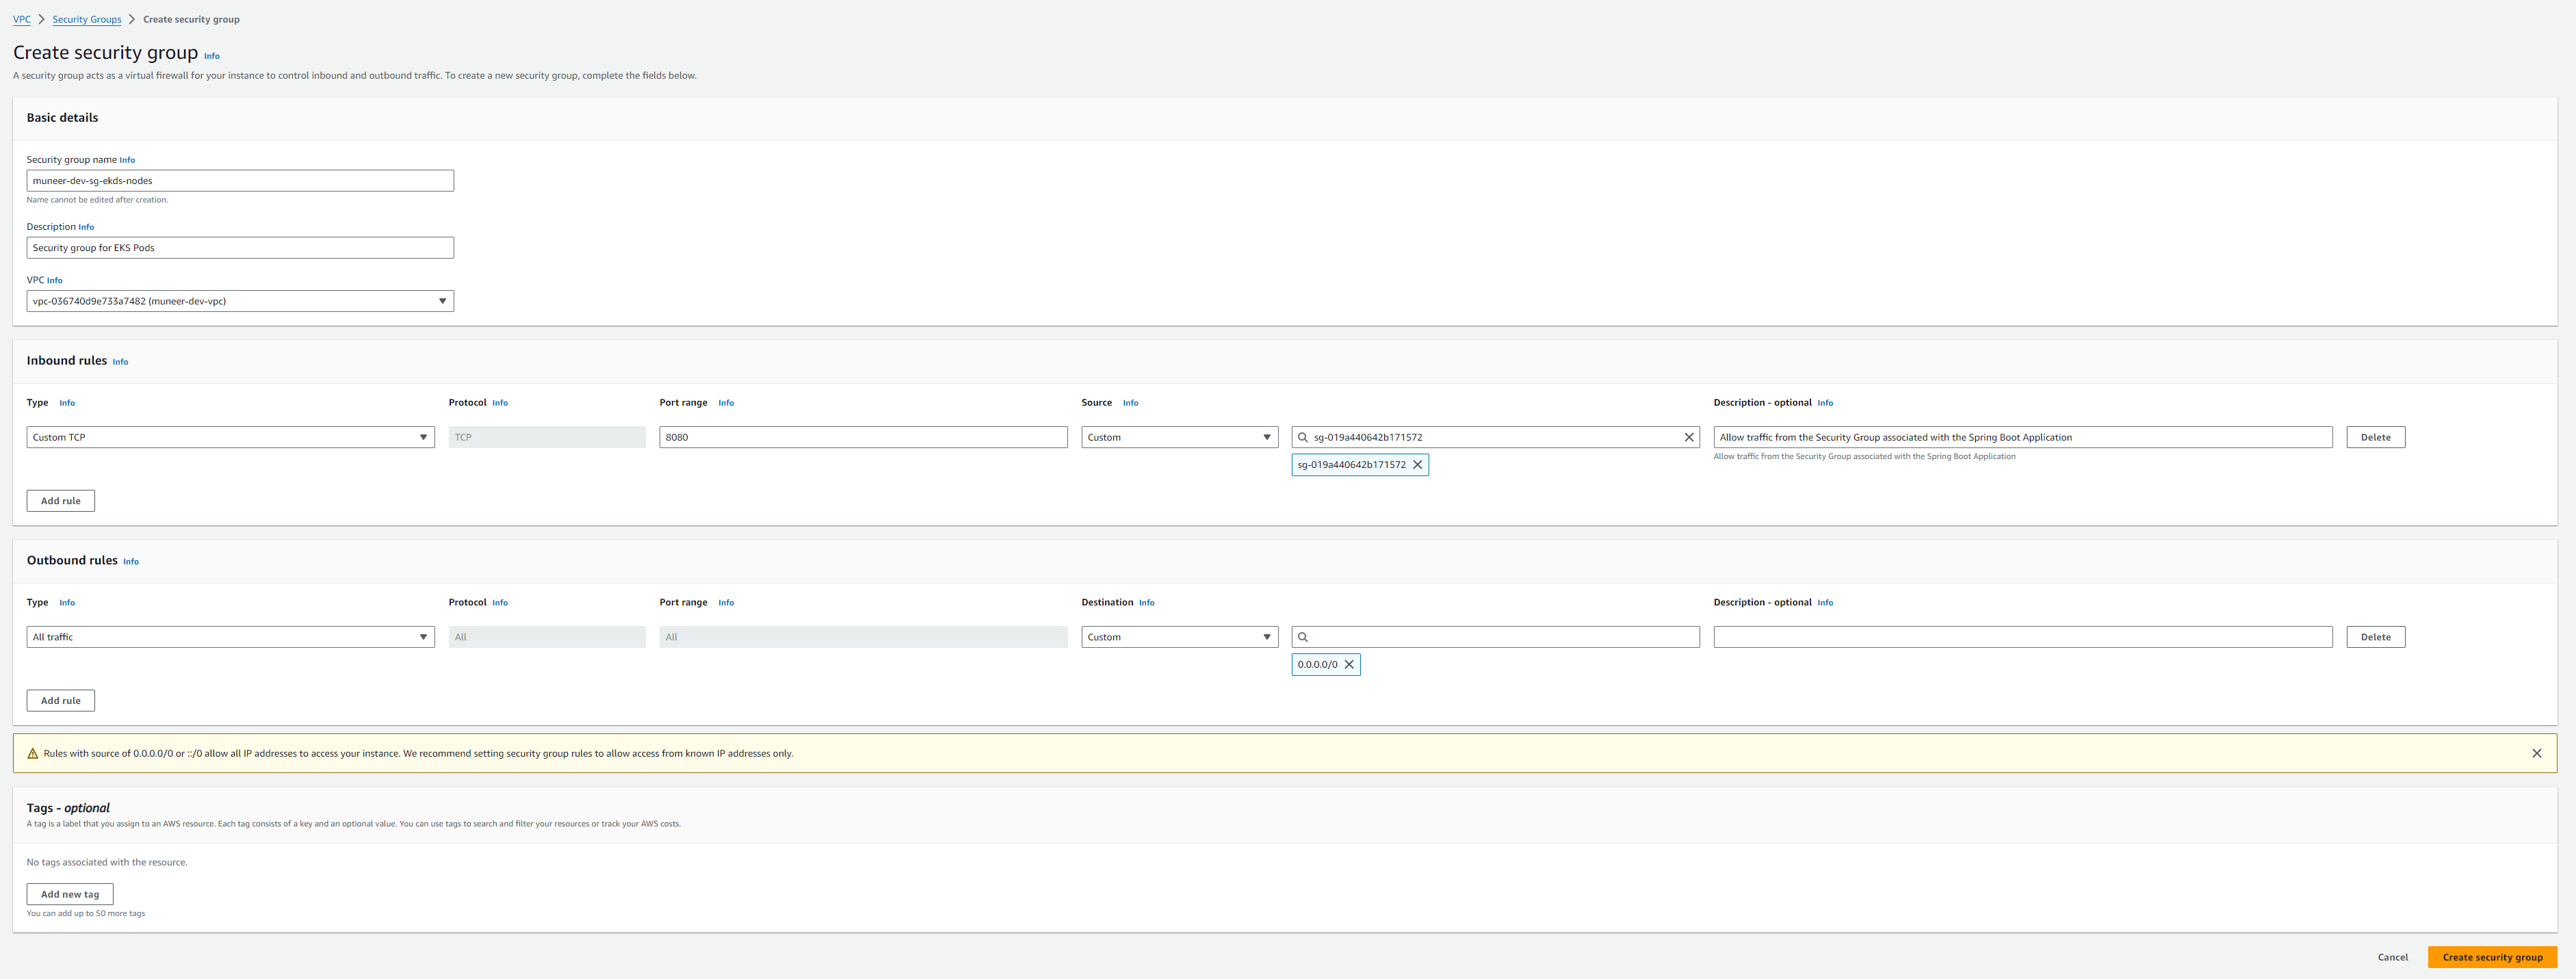 VPC > Security Groups > Create security group
Create security group Info
A security group acts as a virtual firewall for your instance to control inbound and outbound traffic. To create a new security group, complete the fields below.
Basic details
Security group name Info
muneer-dev-sg-ekds-nodes
Name cannot be edited after creation.
Description Info
Security group for EKS Pods
VPC Info
vpc-036740d9e733a7482 (muneer-dev-vpc)
Inbound rules Info
Type Info Protocol Info Port range Info Source Info Description - optional Info
Custom TCP TCP 8080 Custom sg-019a440642b171572 Allow traffic from the Security Group associated with the Spring Boot Application Delete
sg-019a440642b171572 Allow traffic from the Security Group associated with the Spring Boot Application
Add rule
Outbound rules Info
Type Info Protocol Info Port range Info Destination Info Description - optional Info
All traffic All All Custom Delete
0.0.0.0/0
Add rule
Rules with source of 0.0.0.0/0 or ::/0 allow all IP addresses to access your instance. We recommend setting security group rules to allow access from known IP addresses only.
Tags - optional
A tag is a label that you assign to an AWS resource. Each tag consists of a key and an optional value. You can use tags to search and filter your resources or track your AWS costs.
No tags associated with the resource.
Add new tag
You can add up to 50 more tags
Cancel Create security group